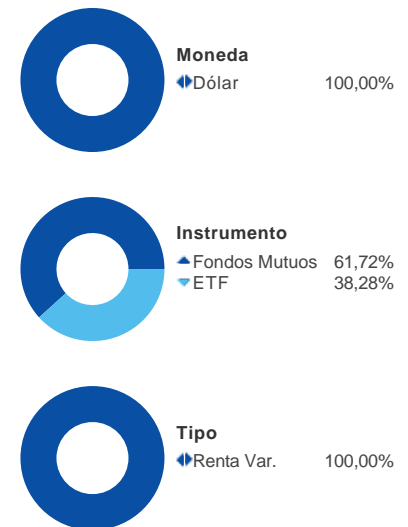 Moneda
Dólar 100,00%
Instrumento
Fondos Mutuos 61,72%
ETF 38,28%
Tipo
Renta Var. 100,00%